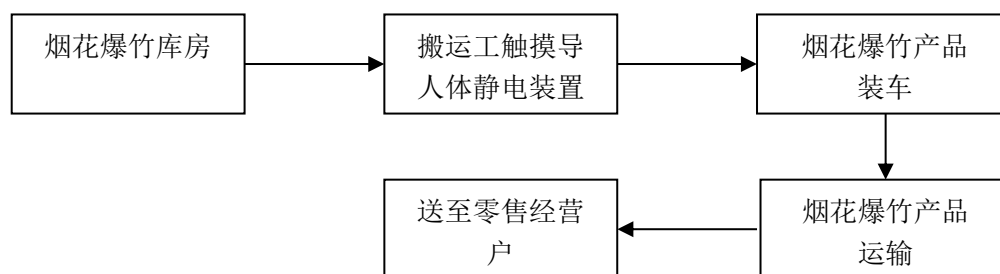 烟花爆竹库房
搬运工触摸导
人体静电装置
烟花爆竹产品
装车
烟花爆竹产品
运输
送至零售经营
户